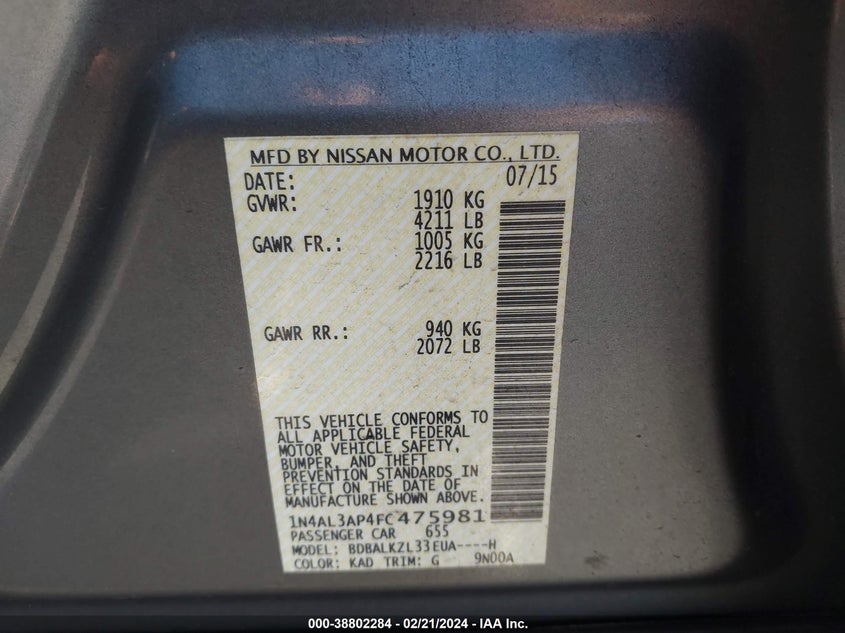 MFD BY NISSAN MOTOR CO., LTD.
DATE: 07/15
GVWR: 1910 KG
4211 LB
GAWR FR.: 1005 KG
2216 LB
GAWR RR.: 940 KG
2072 LB
THIS VEHICLE CONFORMS TO
ALL APPLICABLE FEDERAL
MOTOR VEHICLE SAFETY,
BUMPER, AND THEFT
PREVENTION STANDARDS IN
EFFECT ON THE DATE OF
MANUFACTURE SHOWN ABOVE.
1N4AL3AP4FC475981
PASSENGER CAR 655
MODEL: BDBALKZL33EUA----H
COLOR: KAD TRIM: G 9N00A
000-38802284 - 02/21/2024 - IAA Inc.